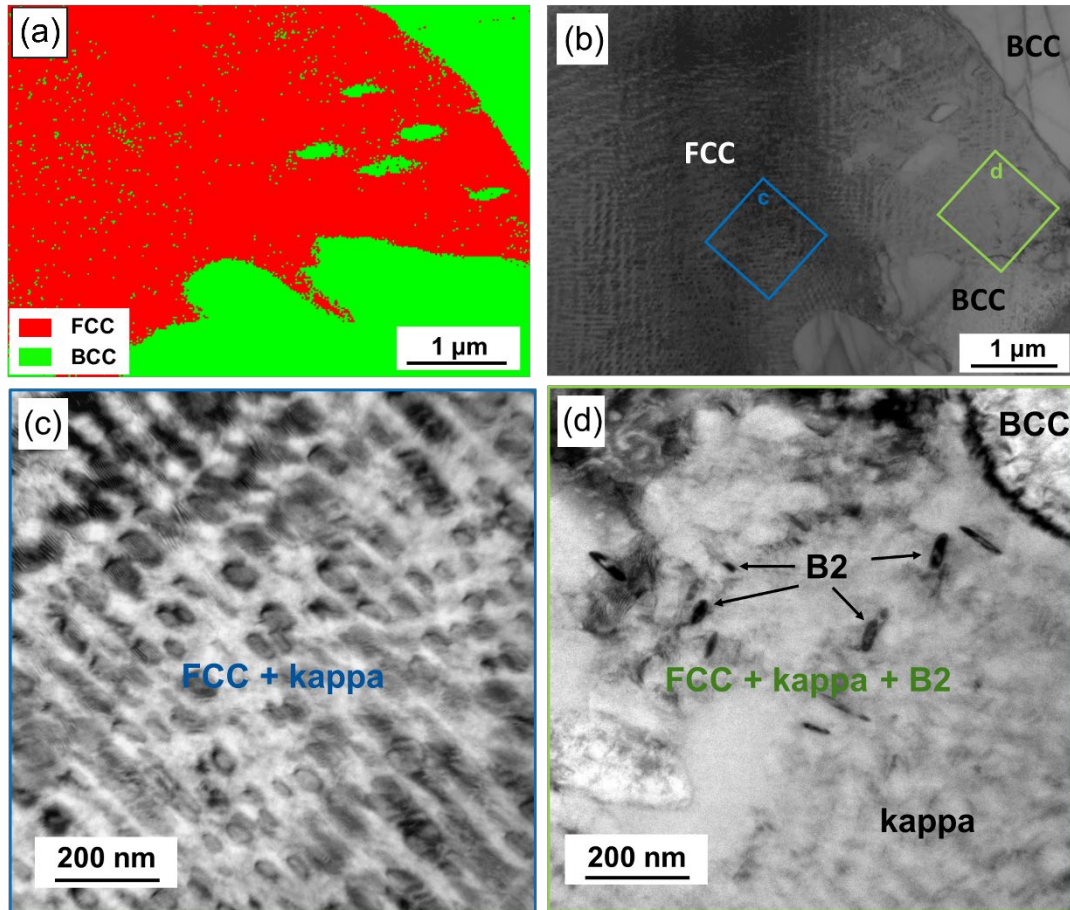 (a)
FCC
BCC
1 µm
(b)
BCC
FCC
c
d
BCC
1 µm
(c)
FCC + kappa
200 nm
(d)
BCC
B2
FCC + kappa + B2
kappa
200 nm